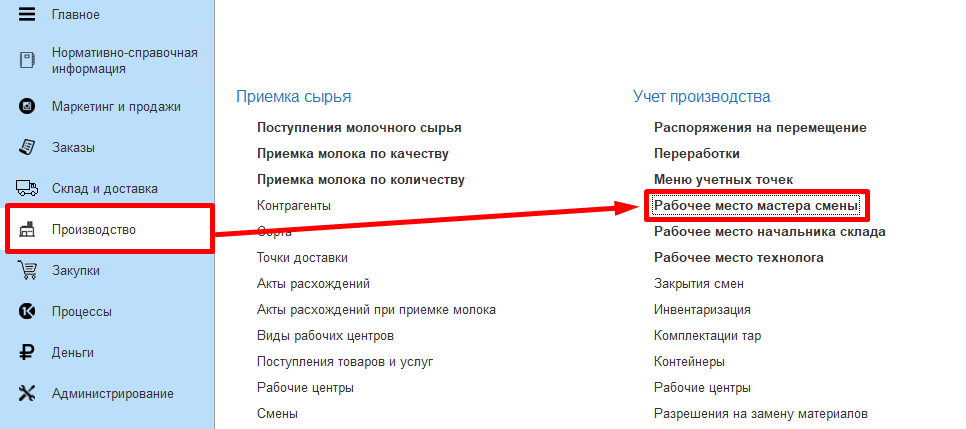 Главное
Нормативно-справочная
информация
Маркетинг и продажи
Заказы
Склад и доставка
Производство
Закупки
Процессы
Деньги
Администрирование
Приемка сырья
Поступления молочного сырья
Приемка молока по качеству
Приемка молока по количеству
Контрагенты
Сорта
Точки доставки
Акты расхождений
Акты расхождений при приемке молока
Виды рабочих центров
Поступления товаров и услуг
Рабочие центры
Смены
Учет производства
Распоряжения на перемещение
Переработки
Меню учетных точек
Рабочее место мастера смены
Рабочее место начальника склада
Рабочее место технолога
Закрытия смен
Инвентаризация
Комплектации тар
Контейнеры
Рабочие центры
Разрешения на замену материалов